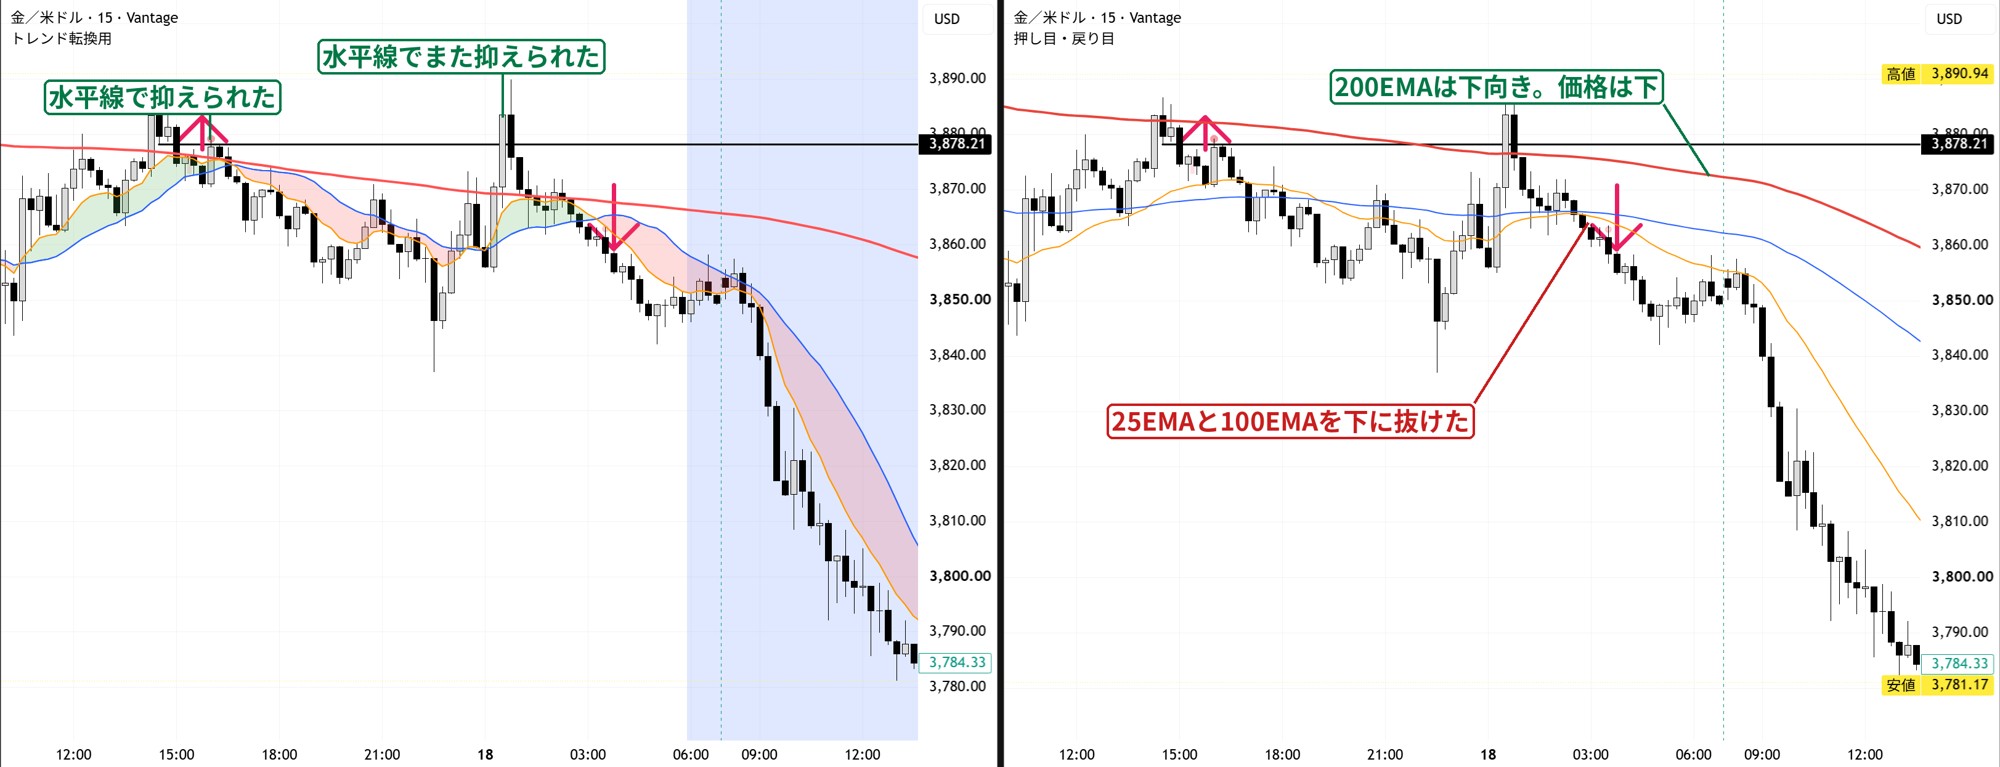 金／米ドル・15・Vantage
トレンド転換用
水平線で抑えられた
水平線でまた抑えられた
USD
3,890.00
3,880.00
3,878.21
3,870.00
3,860.00
3,850.00
3,840.00
3,830.00
3,820.00
3,810.00
3,800.00
3,790.00
3,784.33
3,780.00
12:00 15:00 18:00 21:00 18 03:00 06:00 09:00 12:00
金／米ドル・15・Vantage
押し目・戻り目
200EMAは下向き。価格は下
25EMAと100EMAを下に抜けた
USD
高値 3,890.94
3,880.00
3,878.21
3,870.00
3,860.00
3,850.00
3,840.00
3,830.00
3,820.00
3,810.00
3,800.00
3,790.00
3,784.33
安値 3,781.17
12:00 15:00 18:00 21:00 18 03:00 06:00 09:00 12:00